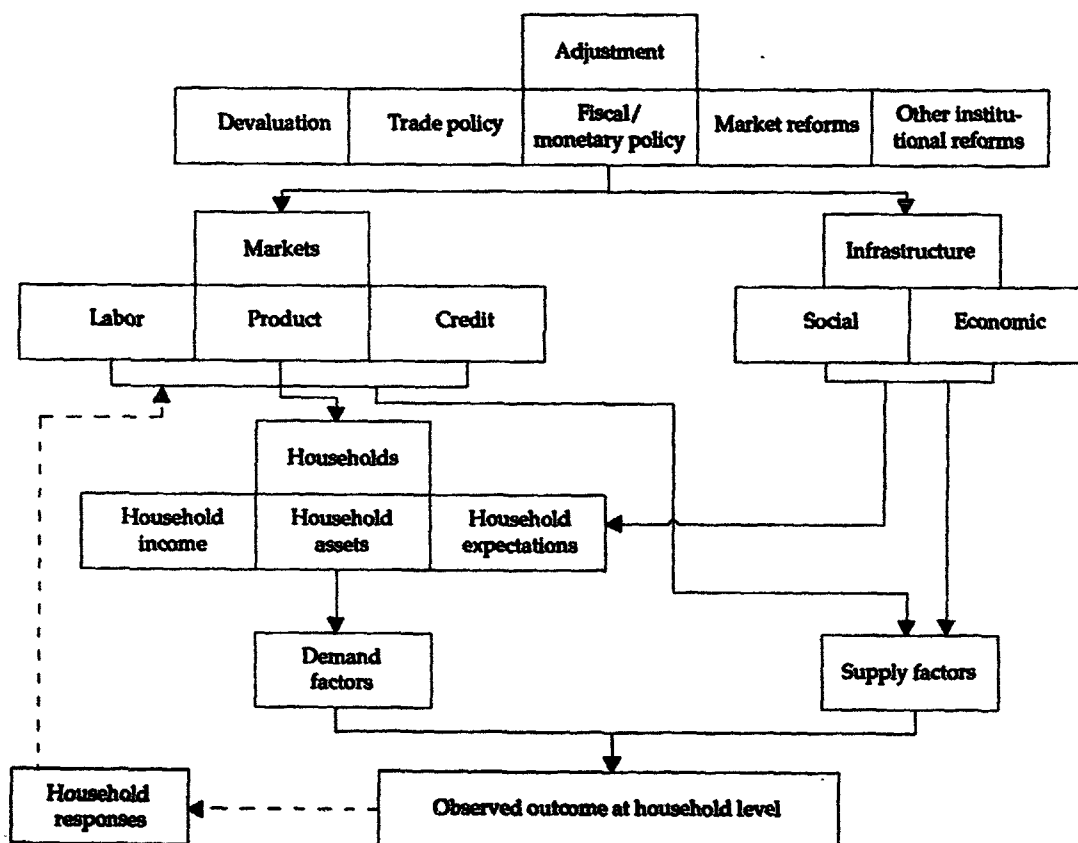 Adjustment
Devaluation
Trade policy
Fiscal/
monetary policy
Market reforms
Other institu-
tional reforms
Markets
Labor
Product
Credit
Infrastructure
Social
Economic
Households
Household
income
Household
assets
Household
expectations
Demand
factors
Supply factors
Household
responses
Observed outcome at household level